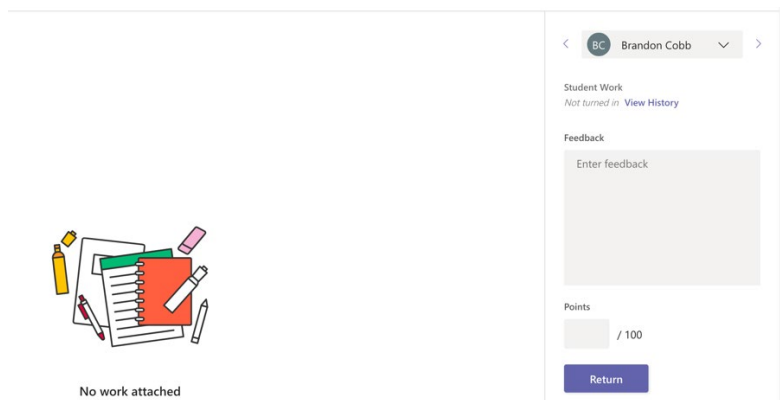 BC Brandon Cobb
Student Work
Not turned in View History
Feedback
Enter feedback
Points
/ 100
Return
No work attached